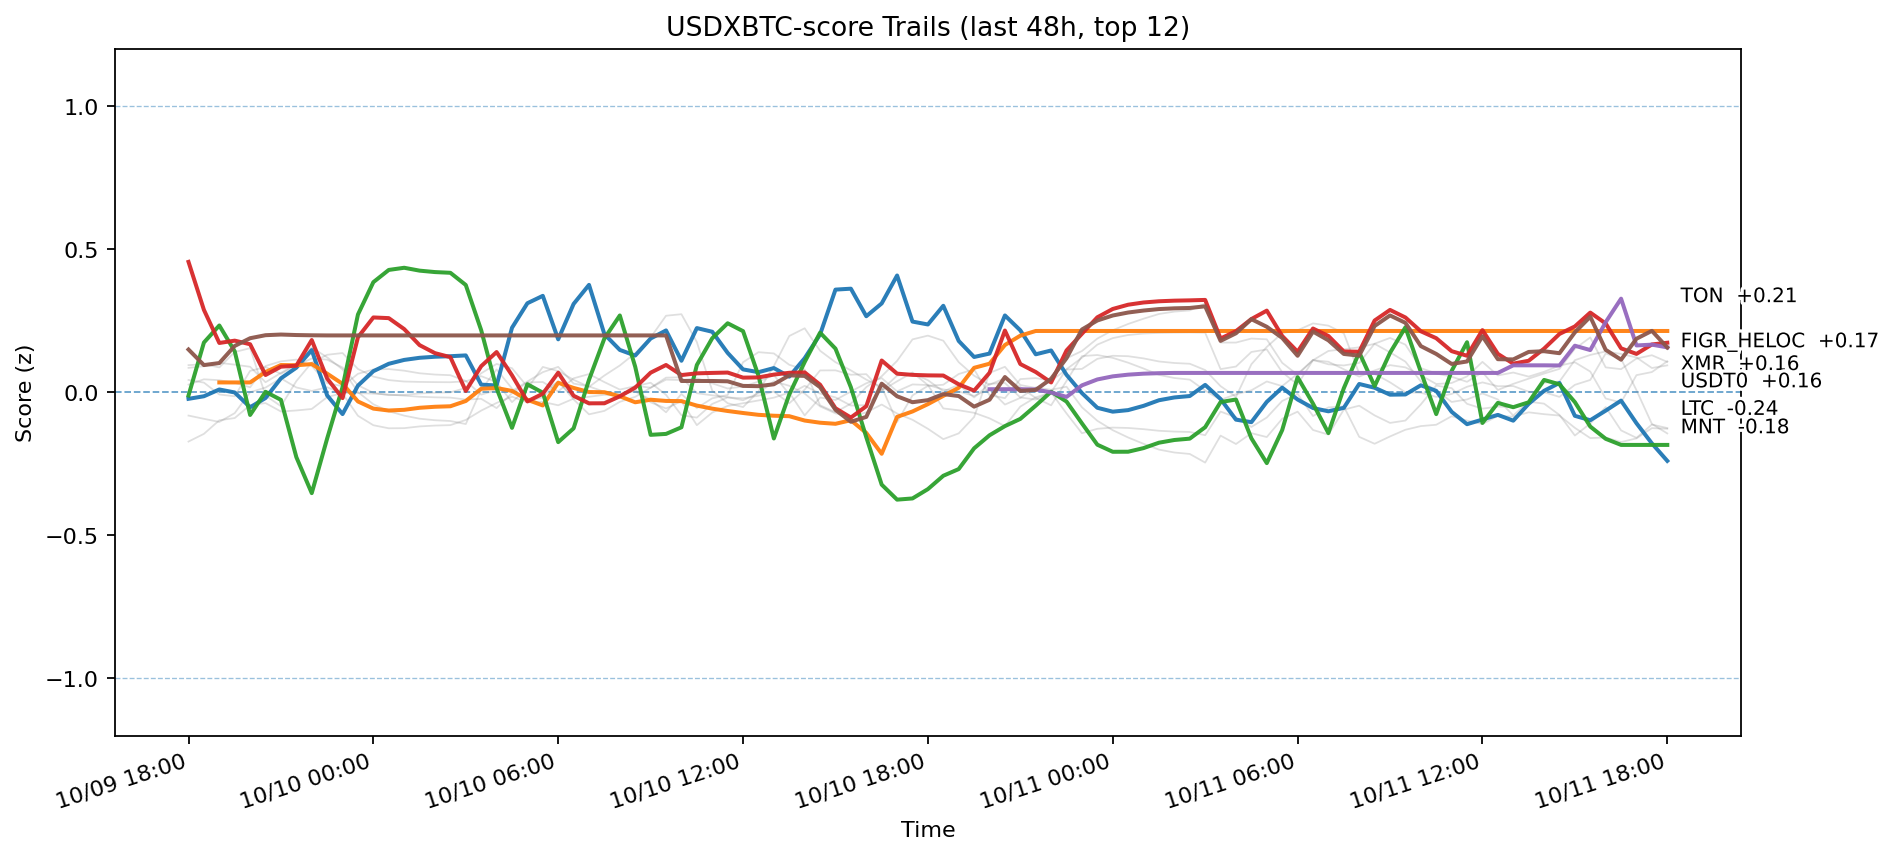 USDXBTC-score Trails (last 48h, top 12)
Score (z)
1.0
0.5
0.0
−0.5
−1.0
TON +0.21
FIGR_HELOC +0.17
XMR +0.16
USDT0 +0.16
LTC -0.24
MNT -0.18
10/09 18:00
10/10 00:00
10/10 06:00
10/10 12:00
10/10 18:00
10/11 00:00
10/11 06:00
10/11 12:00
10/11 18:00
Time